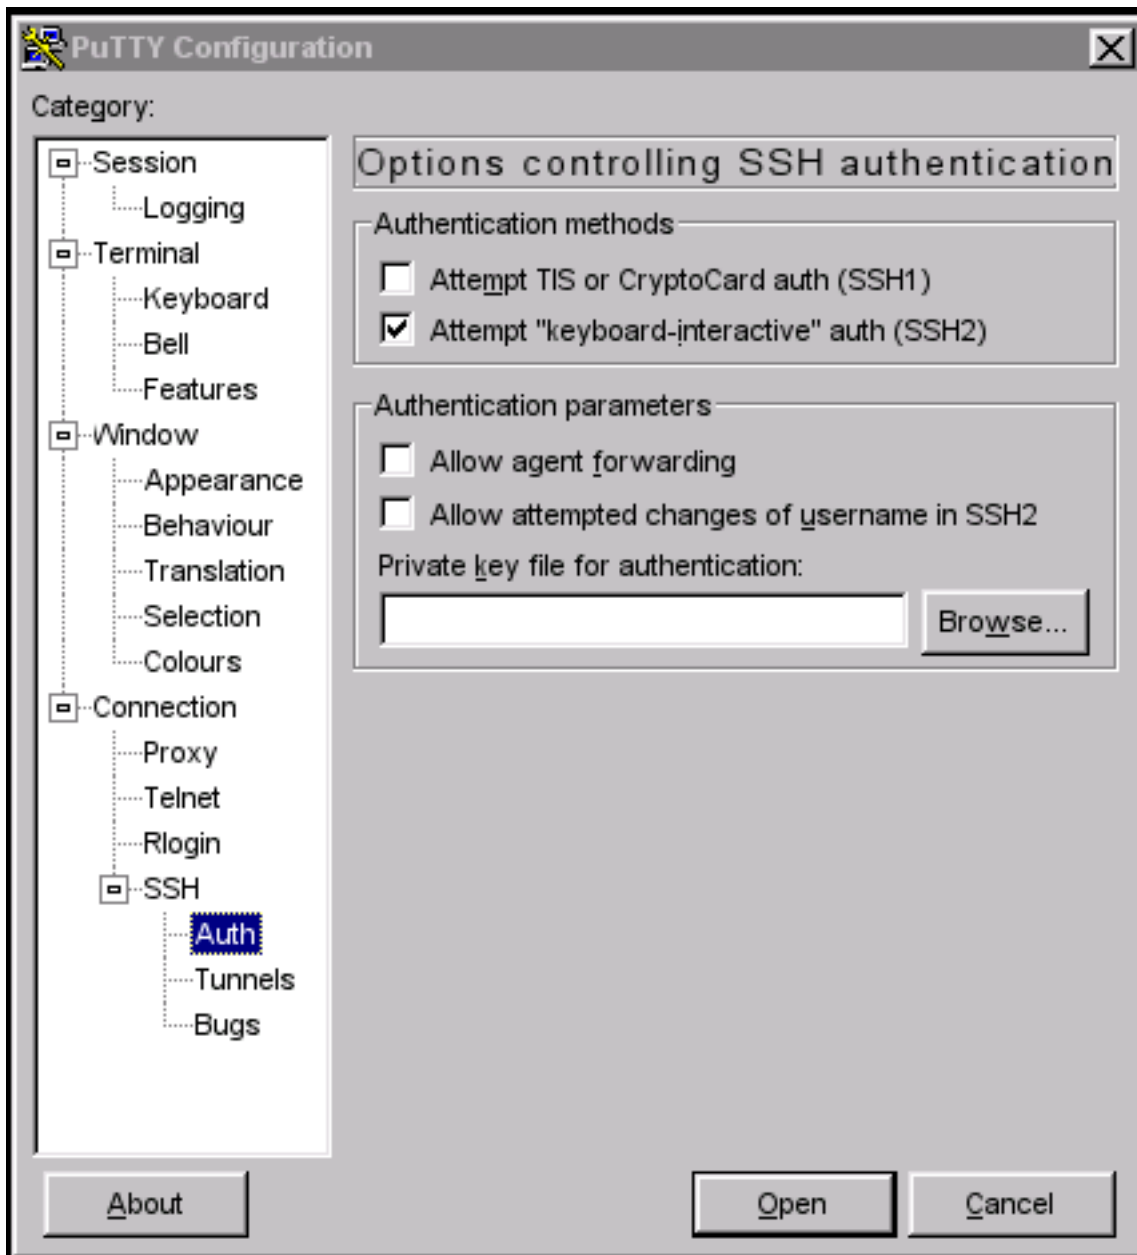 PuTTY Configuration
Category:
Session
Logging
Terminal
Keyboard
Bell
Features
Window
Appearance
Behaviour
Translation
Selection
Colours
Connection
Proxy
Telnet
Rlogin
SSH
Auth
Tunnels
Bugs
Options controlling SSH authentication
Authentication methods
Attempt TIS or CryptoCard auth (SSH1)
Attempt "keyboard-interactive" auth (SSH2)
Authentication parameters
Allow agent forwarding
Allow attempted changes of username in SSH2
Private key file for authentication:
Browse...
About
Open
Cancel